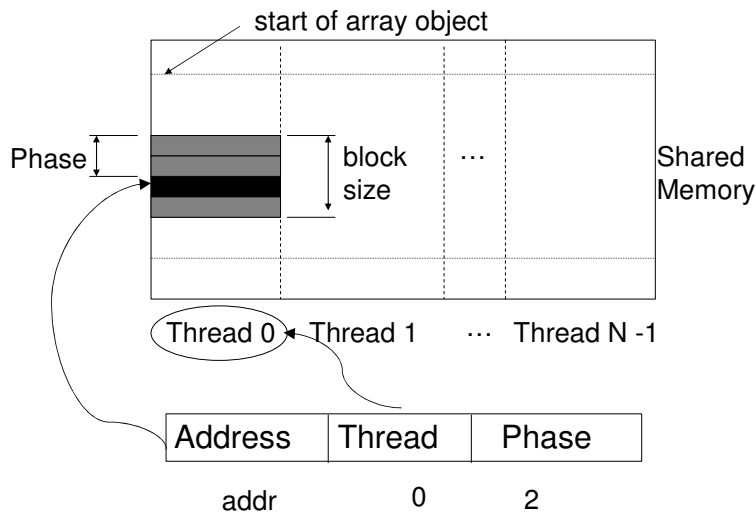 start of array object
Phase
block
size
...
Shared
Memory
Thread 0 Thread 1 ... Thread N -1
Address Thread Phase
addr 0 2